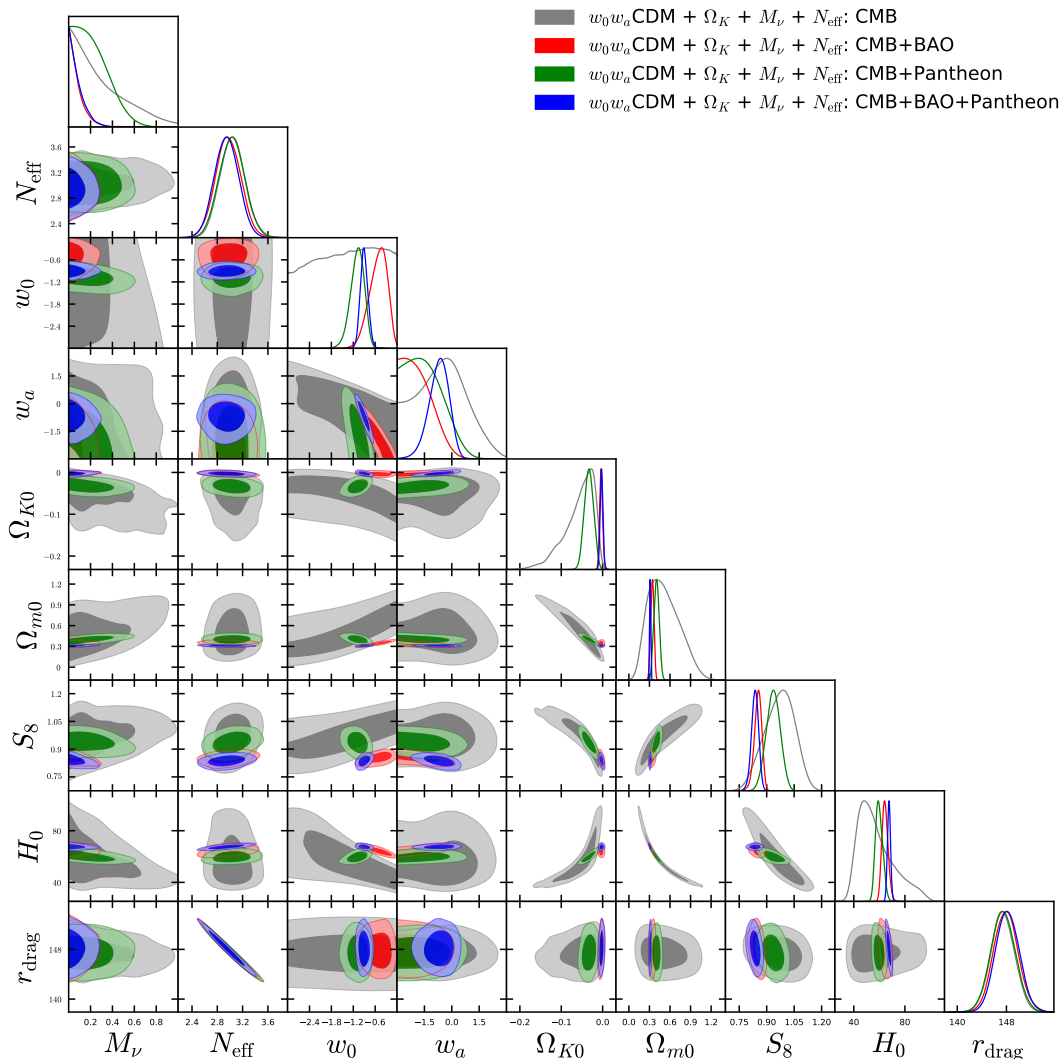 w₀wₐCDM + Ω_K + M_ν + N_eff: CMB
w₀wₐCDM + Ω_K + M_ν + N_eff: CMB+BAO
w₀wₐCDM + Ω_K + M_ν + N_eff: CMB+Pantheon
w₀wₐCDM + Ω_K + M_ν + N_eff: CMB+BAO+Pantheon
N_eff
3.6
3.2
2.8
2.4
w₀
−0.6
−1.2
−1.8
−2.4
wₐ
1.5
0
−1.5
Ω_K0
0
−0.1
−0.2
Ω_m0
1.2
0.9
0.6
0.3
0
S₈
1.2
1.05
0.9
0.75
H₀
80
40
r_drag
148
140
0.2 0.4 0.6 0.8
2.4 2.8 3.2 3.6
−2.4 −1.8 −1.2 −0.6
−1.5 0.0 1.5
−0.2 −0.1 0.0
0.0 0.3 0.6 0.9 1.2
0.75 0.90 1.05 1.20
40 80
140 148
M_ν N_eff w₀ wₐ Ω_K0 Ω_m0 S₈ H₀ r_drag